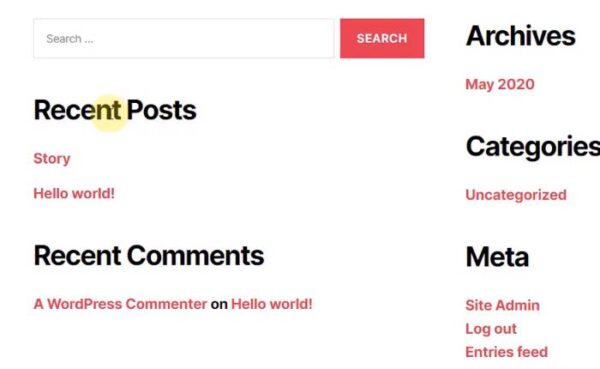 Search ...
SEARCH
Recent Posts
Story
Hello world!
Recent Comments
A WordPress Commenter on Hello world!
Archives
May 2020
Categories
Uncategorized
Meta
Site Admin
Log out
Entries feed